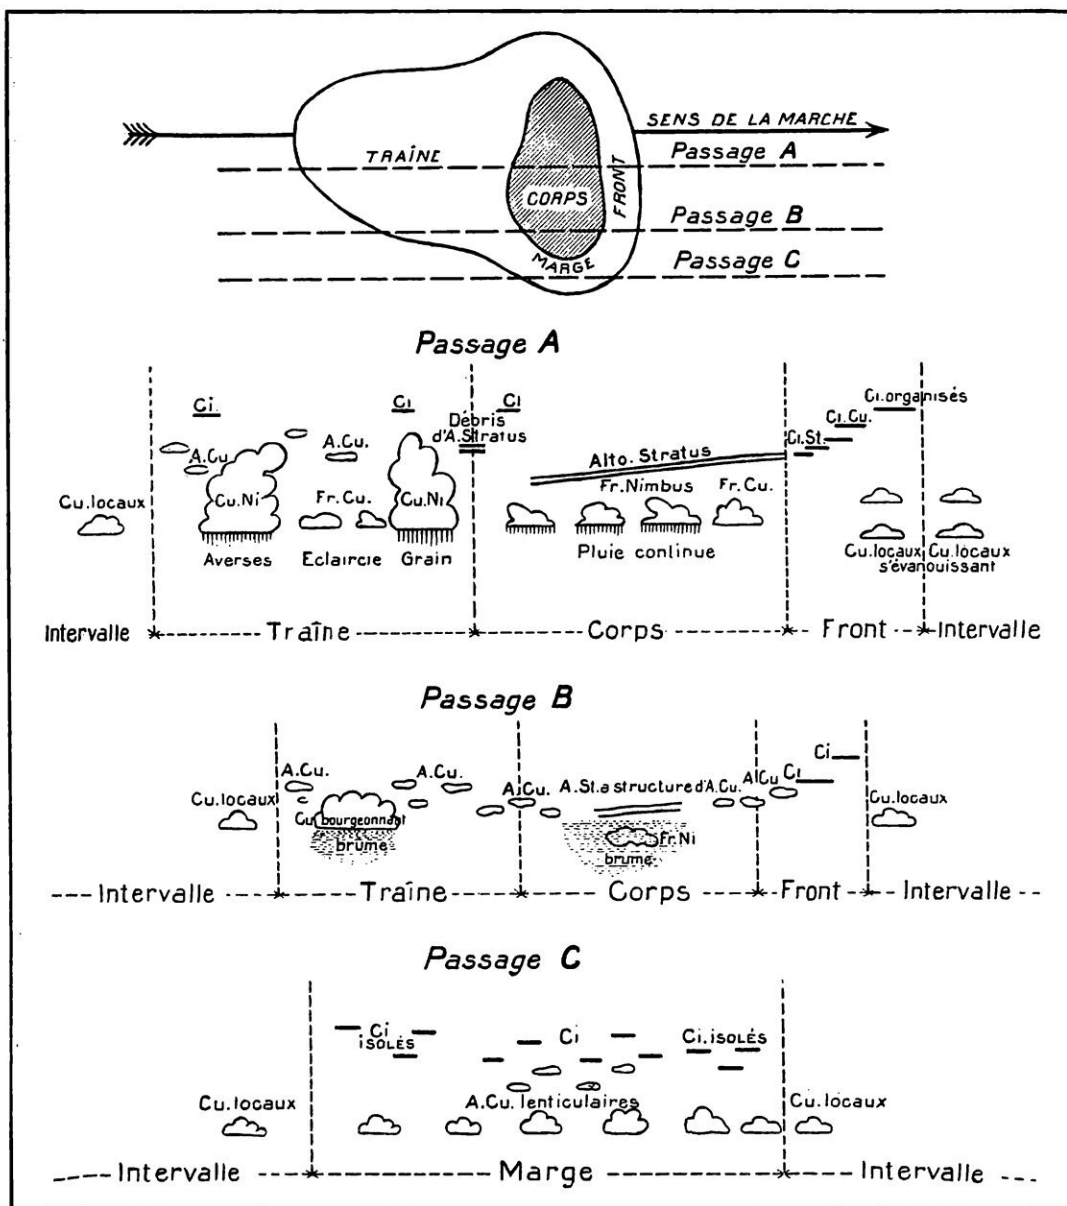 SENS DE LA MARCHE
TRAÎNE
Passage A
FRONT
CORPS
Passage B
MARGE
Passage C
Passage A
Ci.organisés
Ci.
Ci
Ci
Ci.Cu.
Débris
d'A.Stratus
Ci.St.
A.Cu.
A.Cu
Alto.Stratus
Cu.locaux
Cu.Ni
Fr.Cu.
Cu.Ni
Fr.Nimbus
Fr.Cu.
Averses
Eclaircie
Grain
Pluie continue
Cu.locaux
Cu.locaux
s'évanouissant
Intervalle
Traîne
Corps
Front
Intervalle
Passage B
Ci
A.Cu.
A.Cu.
A.Cu.
A.St.a structure d'A.Cu.
A.Cu
Ci
Cu.locaux
Cu.locaux
Cu.bourgeonnant
brume
Fr.Ni
brume
Intervalle
Traîne
Corps
Front
Intervalle
Passage C
Ci
ISOLÉS
Ci
Ci.ISOLÉS
Cu.locaux
A.Cu.lenticulaires
Cu.locaux
Intervalle
Marge
Intervalle